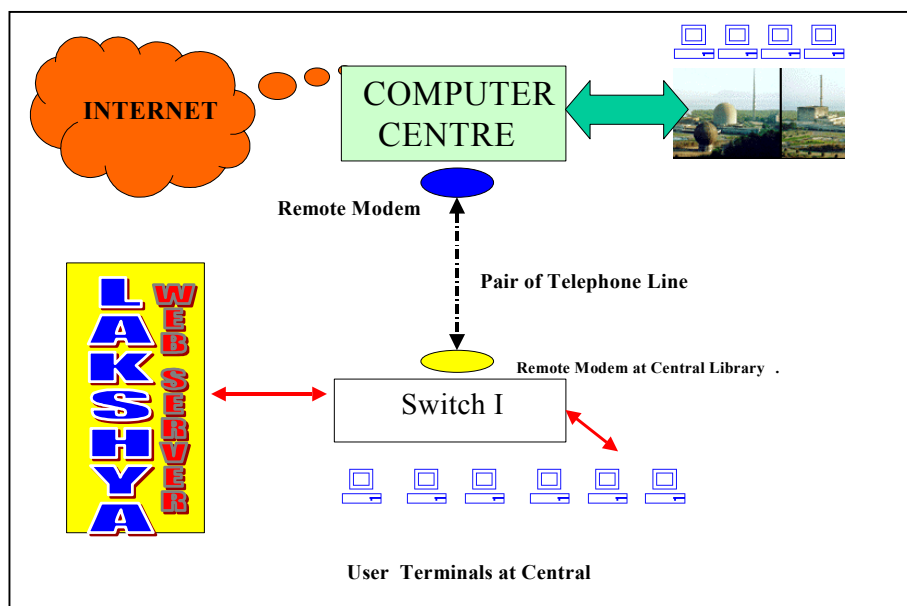 INTERNET
COMPUTER
CENTRE
Remote Modem
Pair of Telephone Line
Remote Modem at Central Library .
Switch I
LAKSHYA
WEB SERVER
User Terminals at Central